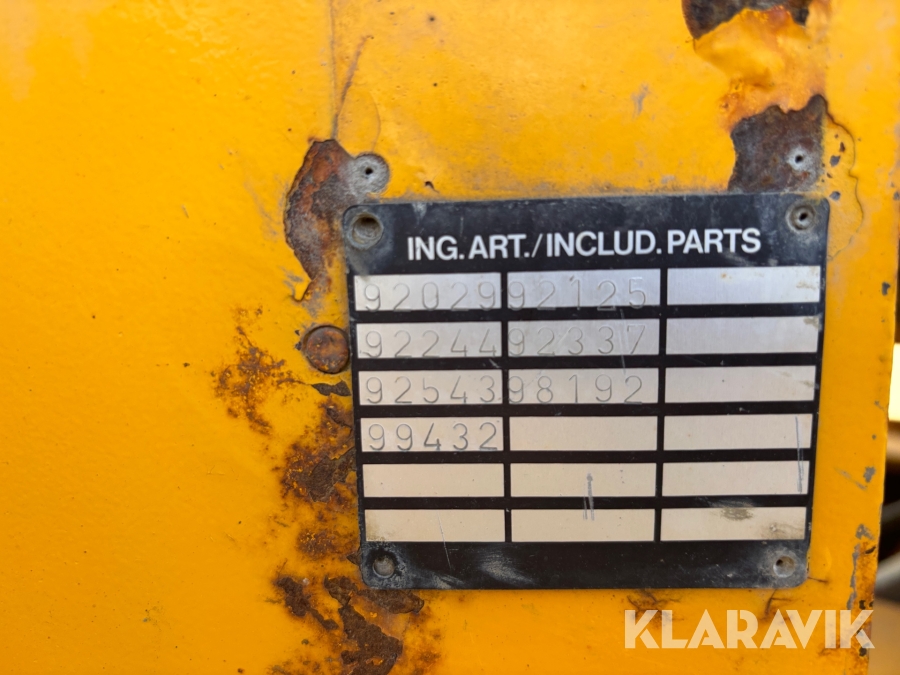 ING. ART./INCLUD. PARTS
92029 92125
92244 92337
92543 98192
99432
KLARAVIK